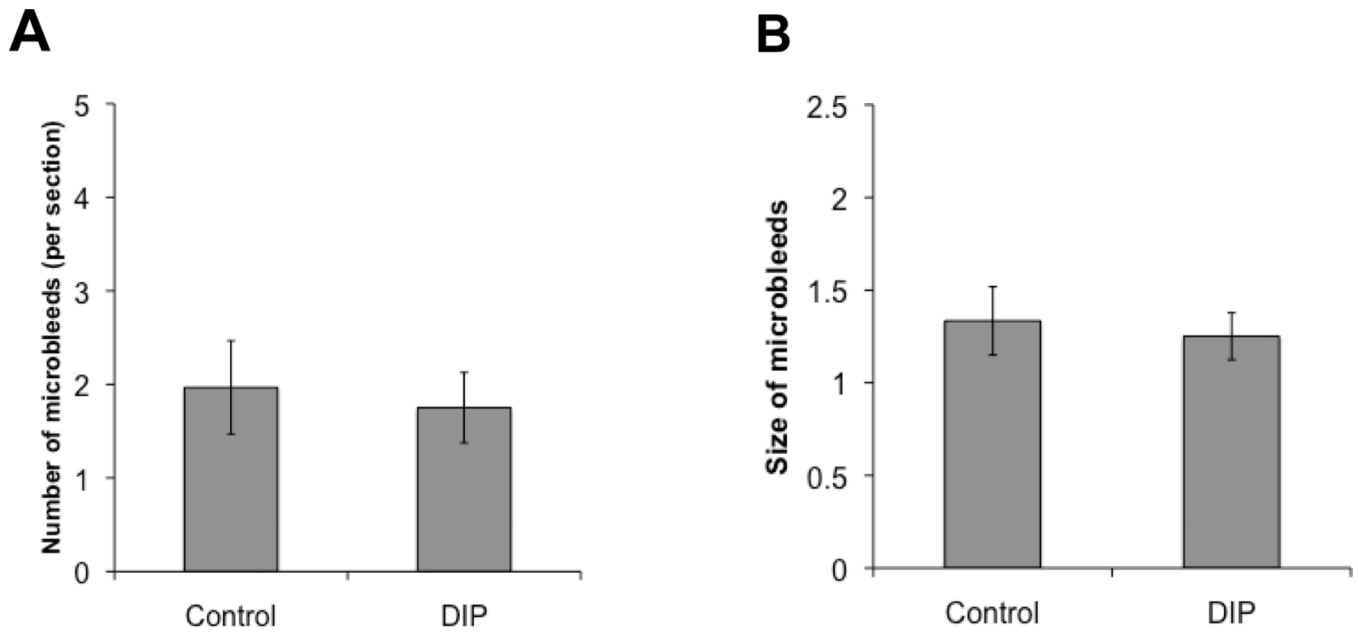 A
Number of microbleeds (per section)
5
4
3
2
1
0
Control
DIP
B
Size of microbleeds
2.5
2
1.5
1
0.5
0
Control
DIP